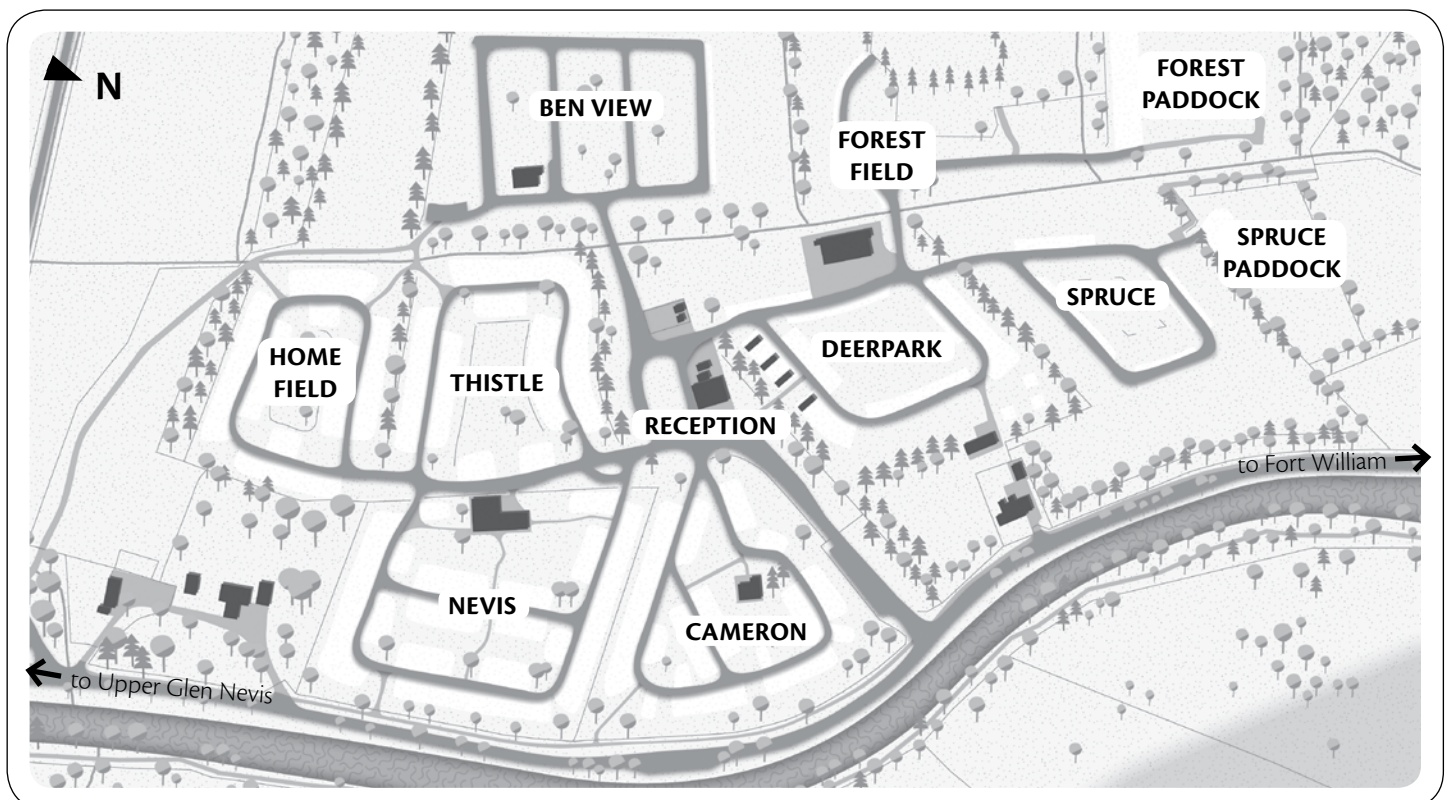 N
BEN VIEW
FOREST
PADDOCK
FOREST
FIELD
SPRUCE
PADDOCK
SPRUCE
HOME
FIELD
THISTLE
DEERPARK
RECEPTION
to Fort William
NEVIS
CAMERON
to Upper Glen Nevis